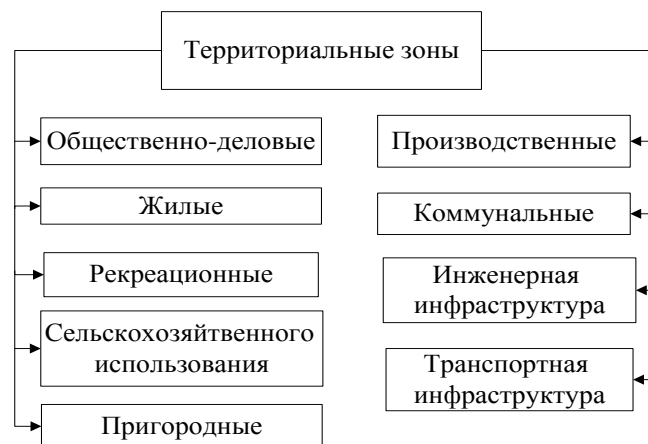 Территориальные зоны
Общественно-деловые
Жилые
Рекреационные
Сельскохозяйтвенного
использования
Пригородные
Производственные
Коммунальные
Инженерная
инфраструктура
Транспортная
инфраструктура